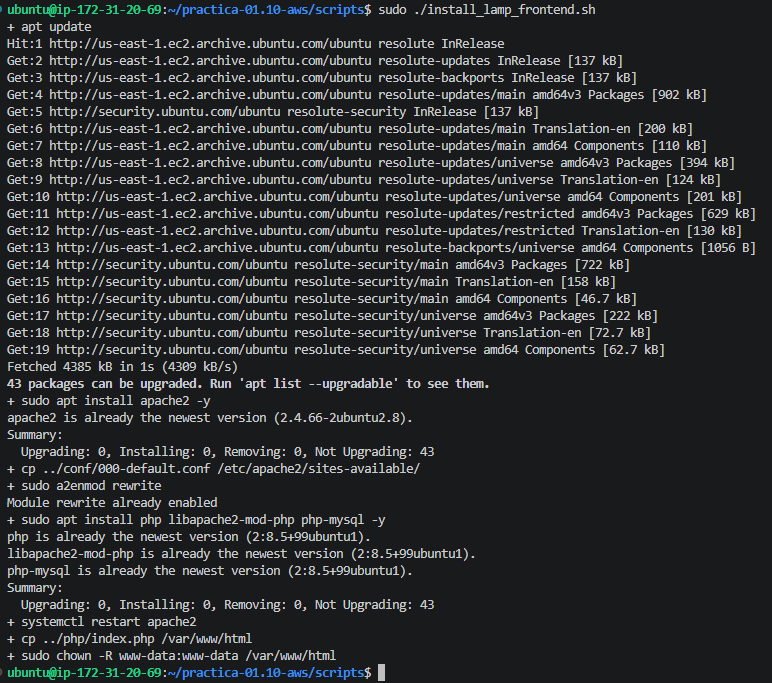 ubuntu@ip-172-31-20-69:~/practica-01.10-aws/scripts$ sudo ./install_lamp_frontend.sh
+ apt update
Hit:1 http://us-east-1.ec2.archive.ubuntu.com/ubuntu resolute InRelease
Get:2 http://us-east-1.ec2.archive.ubuntu.com/ubuntu resolute-updates InRelease [137 kB]
Get:3 http://us-east-1.ec2.archive.ubuntu.com/ubuntu resolute-backports InRelease [137 kB]
Get:4 http://us-east-1.ec2.archive.ubuntu.com/ubuntu resolute-updates/main amd64v3 Packages [902 kB]
Get:5 http://security.ubuntu.com/ubuntu resolute-security InRelease [137 kB]
Get:6 http://us-east-1.ec2.archive.ubuntu.com/ubuntu resolute-updates/main Translation-en [200 kB]
Get:7 http://us-east-1.ec2.archive.ubuntu.com/ubuntu resolute-updates/main amd64 Components [110 kB]
Get:8 http://us-east-1.ec2.archive.ubuntu.com/ubuntu resolute-updates/universe amd64v3 Packages [394 kB]
Get:9 http://us-east-1.ec2.archive.ubuntu.com/ubuntu resolute-updates/universe Translation-en [124 kB]
Get:10 http://us-east-1.ec2.archive.ubuntu.com/ubuntu resolute-updates/universe amd64 Components [201 kB]
Get:11 http://us-east-1.ec2.archive.ubuntu.com/ubuntu resolute-updates/restricted amd64v3 Packages [629 kB]
Get:12 http://us-east-1.ec2.archive.ubuntu.com/ubuntu resolute-updates/restricted Translation-en [130 kB]
Get:13 http://us-east-1.ec2.archive.ubuntu.com/ubuntu resolute-backports/universe amd64 Components [1056 B]
Get:14 http://security.ubuntu.com/ubuntu resolute-security/main amd64v3 Packages [722 kB]
Get:15 http://security.ubuntu.com/ubuntu resolute-security/main Translation-en [158 kB]
Get:16 http://security.ubuntu.com/ubuntu resolute-security/main amd64 Components [46.7 kB]
Get:17 http://security.ubuntu.com/ubuntu resolute-security/universe amd64v3 Packages [222 kB]
Get:18 http://security.ubuntu.com/ubuntu resolute-security/universe Translation-en [72.7 kB]
Get:19 http://security.ubuntu.com/ubuntu resolute-security/universe amd64 Components [62.7 kB]
Fetched 4385 kB in 1s (4309 kB/s)
43 packages can be upgraded. Run 'apt list --upgradable' to see them.
+ sudo apt install apache2 -y
apache2 is already the newest version (2.4.66-2ubuntu2.8).
Summary:
  Upgrading: 0, Installing: 0, Removing: 0, Not Upgrading: 43
+ cp ../conf/000-default.conf /etc/apache2/sites-available/
+ sudo a2enmod rewrite
Module rewrite already enabled
+ sudo apt install php libapache2-mod-php php-mysql -y
php is already the newest version (2:8.5+99ubuntu1).
libapache2-mod-php is already the newest version (2:8.5+99ubuntu1).
php-mysql is already the newest version (2:8.5+99ubuntu1).
Summary:
  Upgrading: 0, Installing: 0, Removing: 0, Not Upgrading: 43
+ systemctl restart apache2
+ cp ../php/index.php /var/www/html
+ sudo chown -R www-data:www-data /var/www/html
ubuntu@ip-172-31-20-69:~/practica-01.10-aws/scripts$